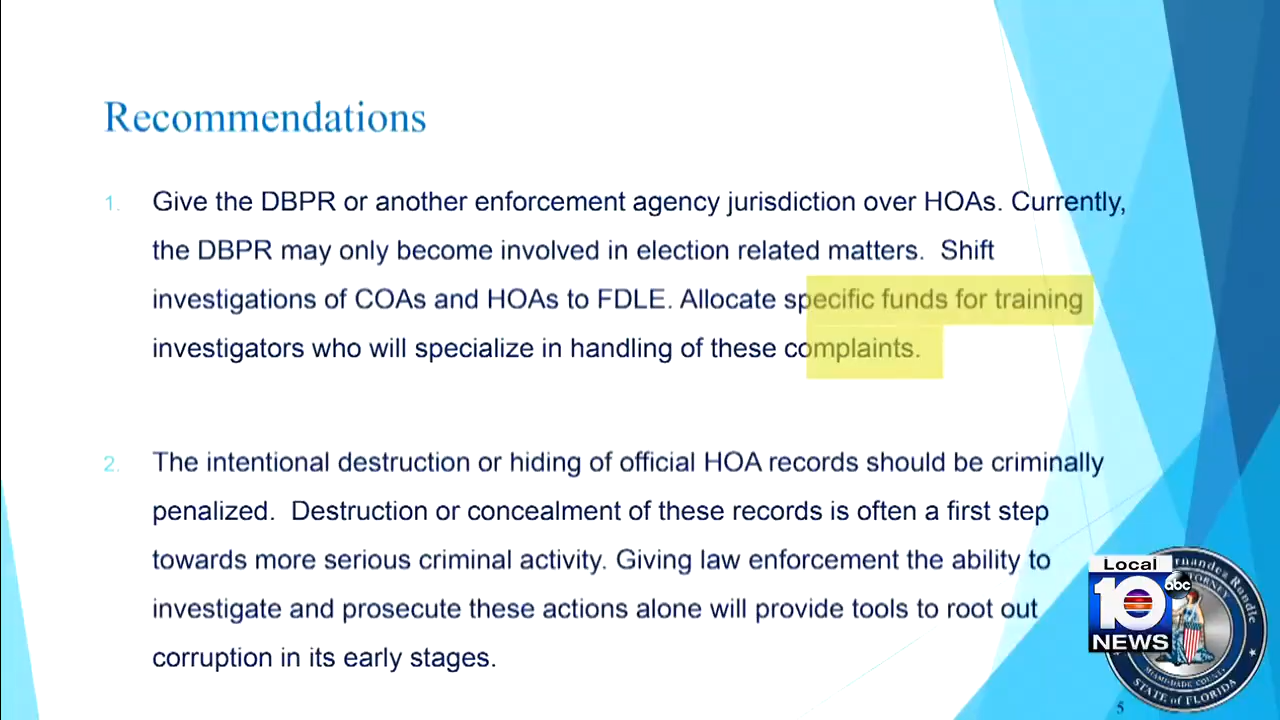 Recommendations
1. Give the DBPR or another enforcement agency jurisdiction over HOAs. Currently,
the DBPR may only become involved in election related matters.  Shift
investigations of COAs and HOAs to FDLE. Allocate specific funds for training
investigators who will specialize in handling of these complaints.
2. The intentional destruction or hiding of official HOA records should be criminally
penalized.  Destruction or concealment of these records is often a first step
towards more serious criminal activity. Giving law enforcement the ability to
investigate and prosecute these actions alone will provide tools to root out
corruption in its early stages.
Local
10 abc
NEWS
Rundle
MIAMI-DADE COUNTY
STATE of FLORIDA
5